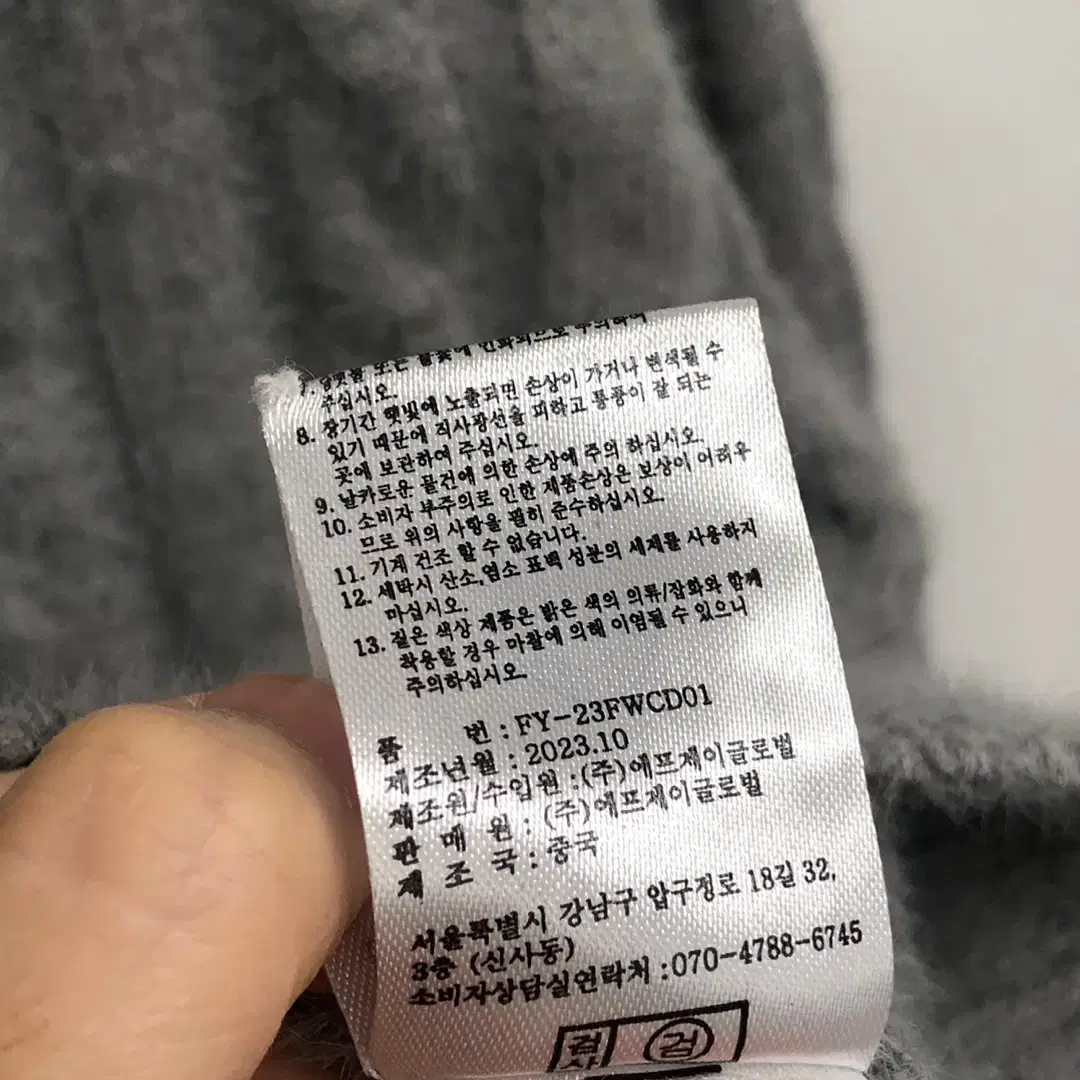 주십시오.
8. 장기간 햇빛에 노출되면 손상이 가거나 변색될 수
있기 때문에 직사광선을 피하고 통풍이 잘 되는
곳에 보관하여 주십시오.
9. 날카로운 물건에 의한 손상에 주의 하십시오.
10. 소비자 부주의로 인한 제품손상은 보상이 어려우
므로 위의 사항을 필히 준수하십시오.
11. 기계 건조 할 수 없습니다.
12. 세탁시 산소,염소 표백 성분의 세제를 사용하지
마십시오.
13. 짙은 색상 제품은 밝은 색의 의류/잡화와 함께
착용할 경우 마찰에 의해 이염될 수 있으니
주의하십시오.
품 번 : FY-23FWCD01
제조년월 : 2023.10
제조원/수입원 : (주)에프제이글로벌
판 매 원 : (주)에프제이글로벌
제 조 국 : 중국
서울특별시 강남구 압구정로 18길 32,
3층 (신사동)
소비자상담실연락처 : 070-4788-6745
검 검